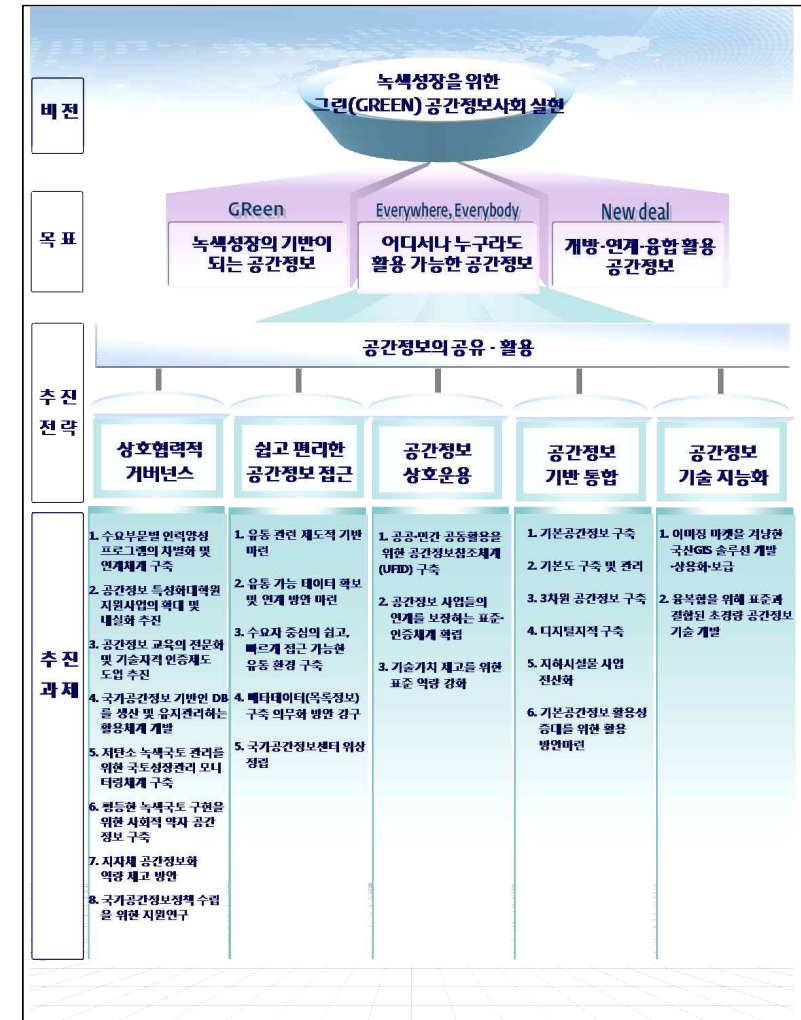 비전
녹색성장을 위한
그린(GREEN) 공간정보사회 실현
목표
GReen
녹색성장의 기반이
되는 공간정보
Everywhere, Everybody
어디서나 누구라도
활용 가능한 공간정보
New deal
개방-연계-융합 활용
공간정보
추진
전략
공간정보의 공유 - 활용
상호협력적
거버넌스
쉽고 편리한
공간정보 접근
공간정보
상호운용
공간정보
기반 통합
공간정보
기술 지능화
추진
과제
1. 수요부문별 인력양성
프로그램의 차별화 및
연계체계 구축
2. 공간정보 특성화대학원
지원사업의 확대 및
내실화 추진
3. 공간정보 교육의 전문화
및 기술자격 인증제도
도입 추진
4. 국가공간정보 기반인 DB
를 생산 및 유지관리하는
활용체계 개발
5. 저탄소 녹색국토 관리를
위한 국토성장관리 모니
터링체계 구축
6. 평등한 녹색국토 구현을
위한 사회적 약자 공간
정보 구축
7. 지자체 공간정보화
역량 제고 방안
8. 국가공간정보정책 수립
을 위한 지원연구
1. 유통 관련 제도적 기반
마련
2. 유통 가능 데이터 확보
및 연계 방안 마련
3. 수요자 중심의 쉽고,
빠르게 접근 가능한
유통 환경 구축
4. 메타데이터(목록정보)
구축 의무화 방안 강구
5. 국가공간정보센터 위상
정립
1. 공공-민간 공동활용을
위한 공간정보참조체계
(UFID) 구축
2. 공간정보 사업들의
연계를 보장하는 표준-
인증체계 확립
3. 기술가치 제고를 위한
표준 역량 강화
1. 기본공간정보 구축
2. 기본도 구축 및 관리
3. 3차원 공간정보 구축
4. 디지털지적 구축
5. 지하시설물 사업
전산화
6. 기본공간정보 활용성
증대를 위한 활용
방안마련
1. 이머징 마켓을 겨냥한
국산GIS 솔루션 개발
-상용화-보급
2. 융복합을 위해 표준과
결합된 초경량 공간정보
기술 개발